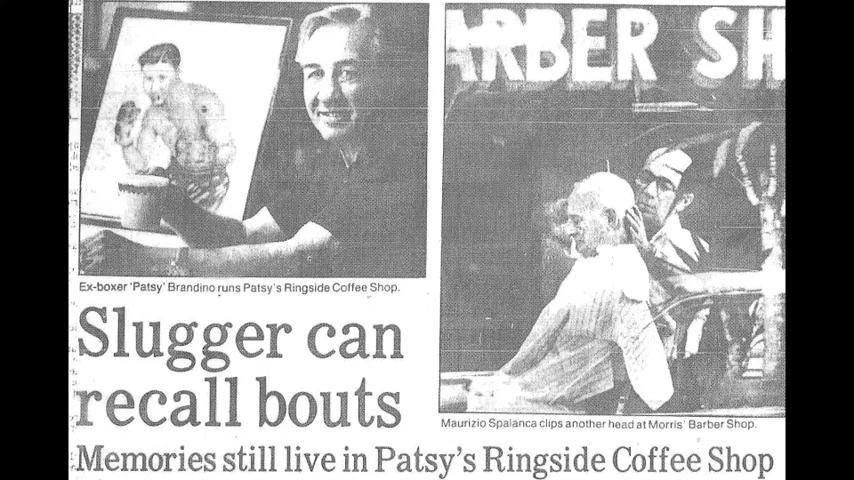 ARBER SH
Ex-boxer 'Patsy' Brandino runs Patsy's Ringside Coffee Shop.
Slugger can
recall bouts
Maurizio Spalanca clips another head at Morris' Barber Shop.
Memories still live in Patsy's Ringside Coffee Shop